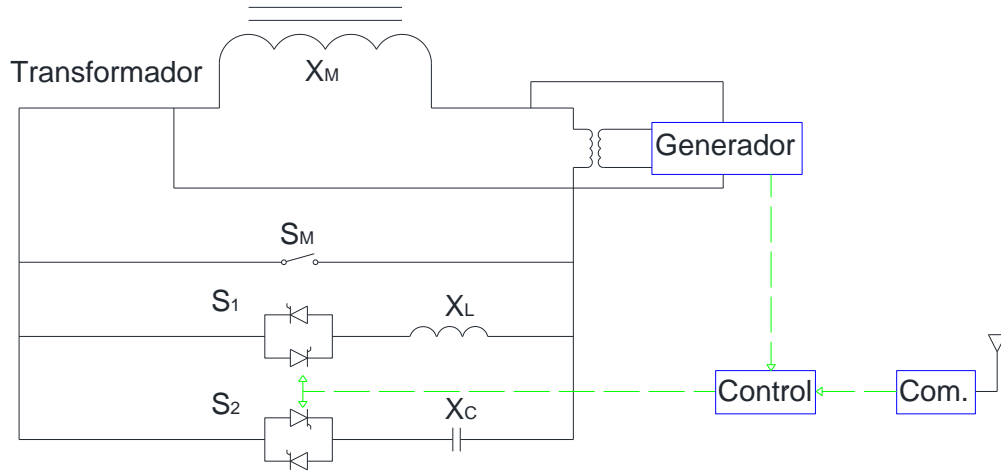 XM
Transformador
Generador
SM
S1
XL
S2
XC
Control
Com.